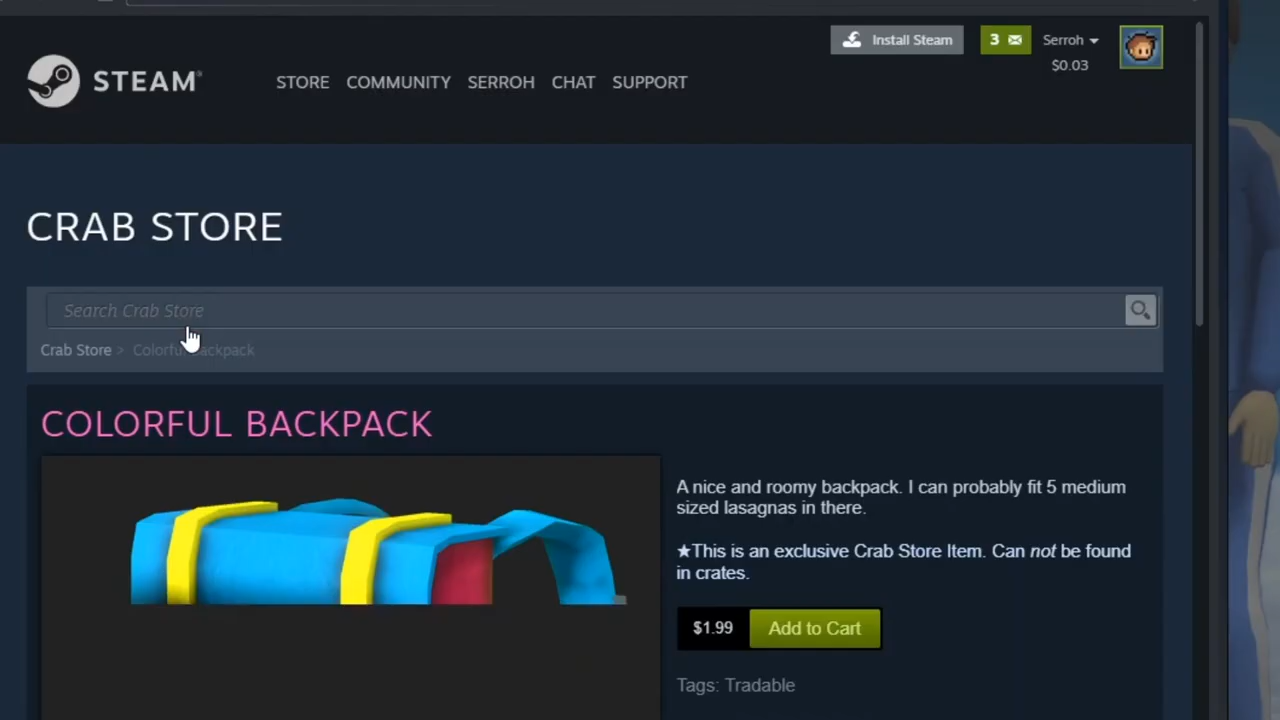 Install Steam
3
Serroh
$0.03
STEAM®
STORE COMMUNITY SERROH CHAT SUPPORT
CRAB STORE
Search Crab Store
Crab Store > Colorful Backpack
COLORFUL BACKPACK
A nice and roomy backpack. I can probably fit 5 medium
sized lasagnas in there.
★This is an exclusive Crab Store Item. Can not be found
in crates.
$1.99 Add to Cart
Tags: Tradable